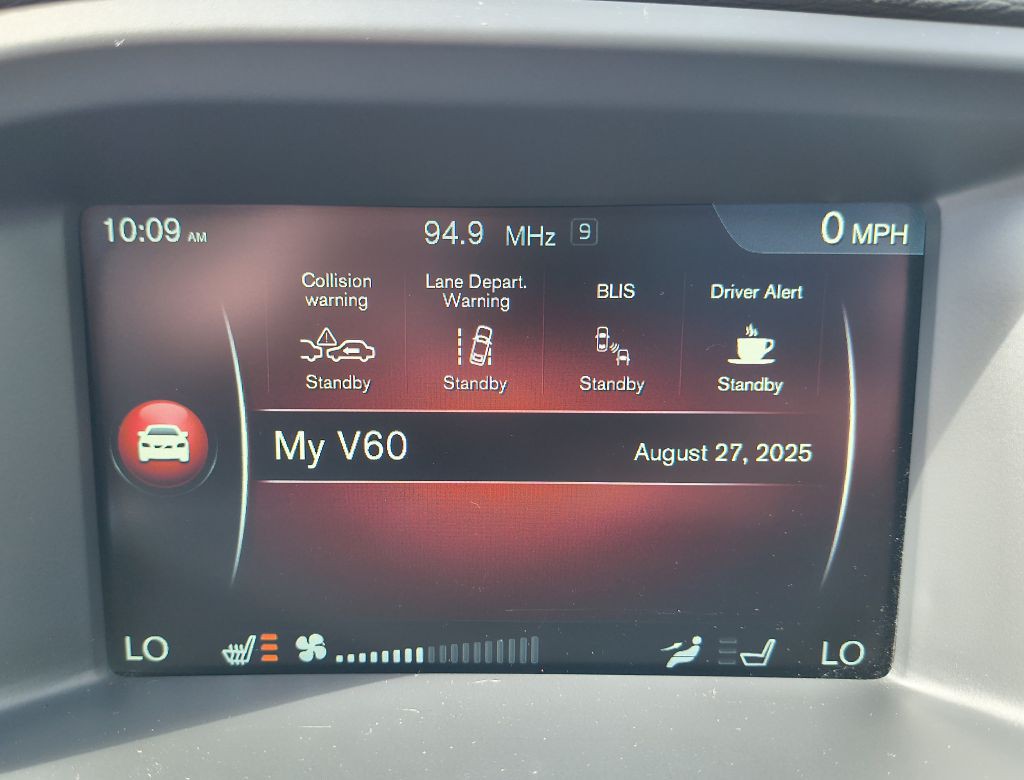 10:09 AM 94.9 MHz 9 0 MPH
Collision warning
Lane Depart. Warning
BLIS
Driver Alert
Standby Standby Standby Standby
My V60 August 27, 2025
LO LO